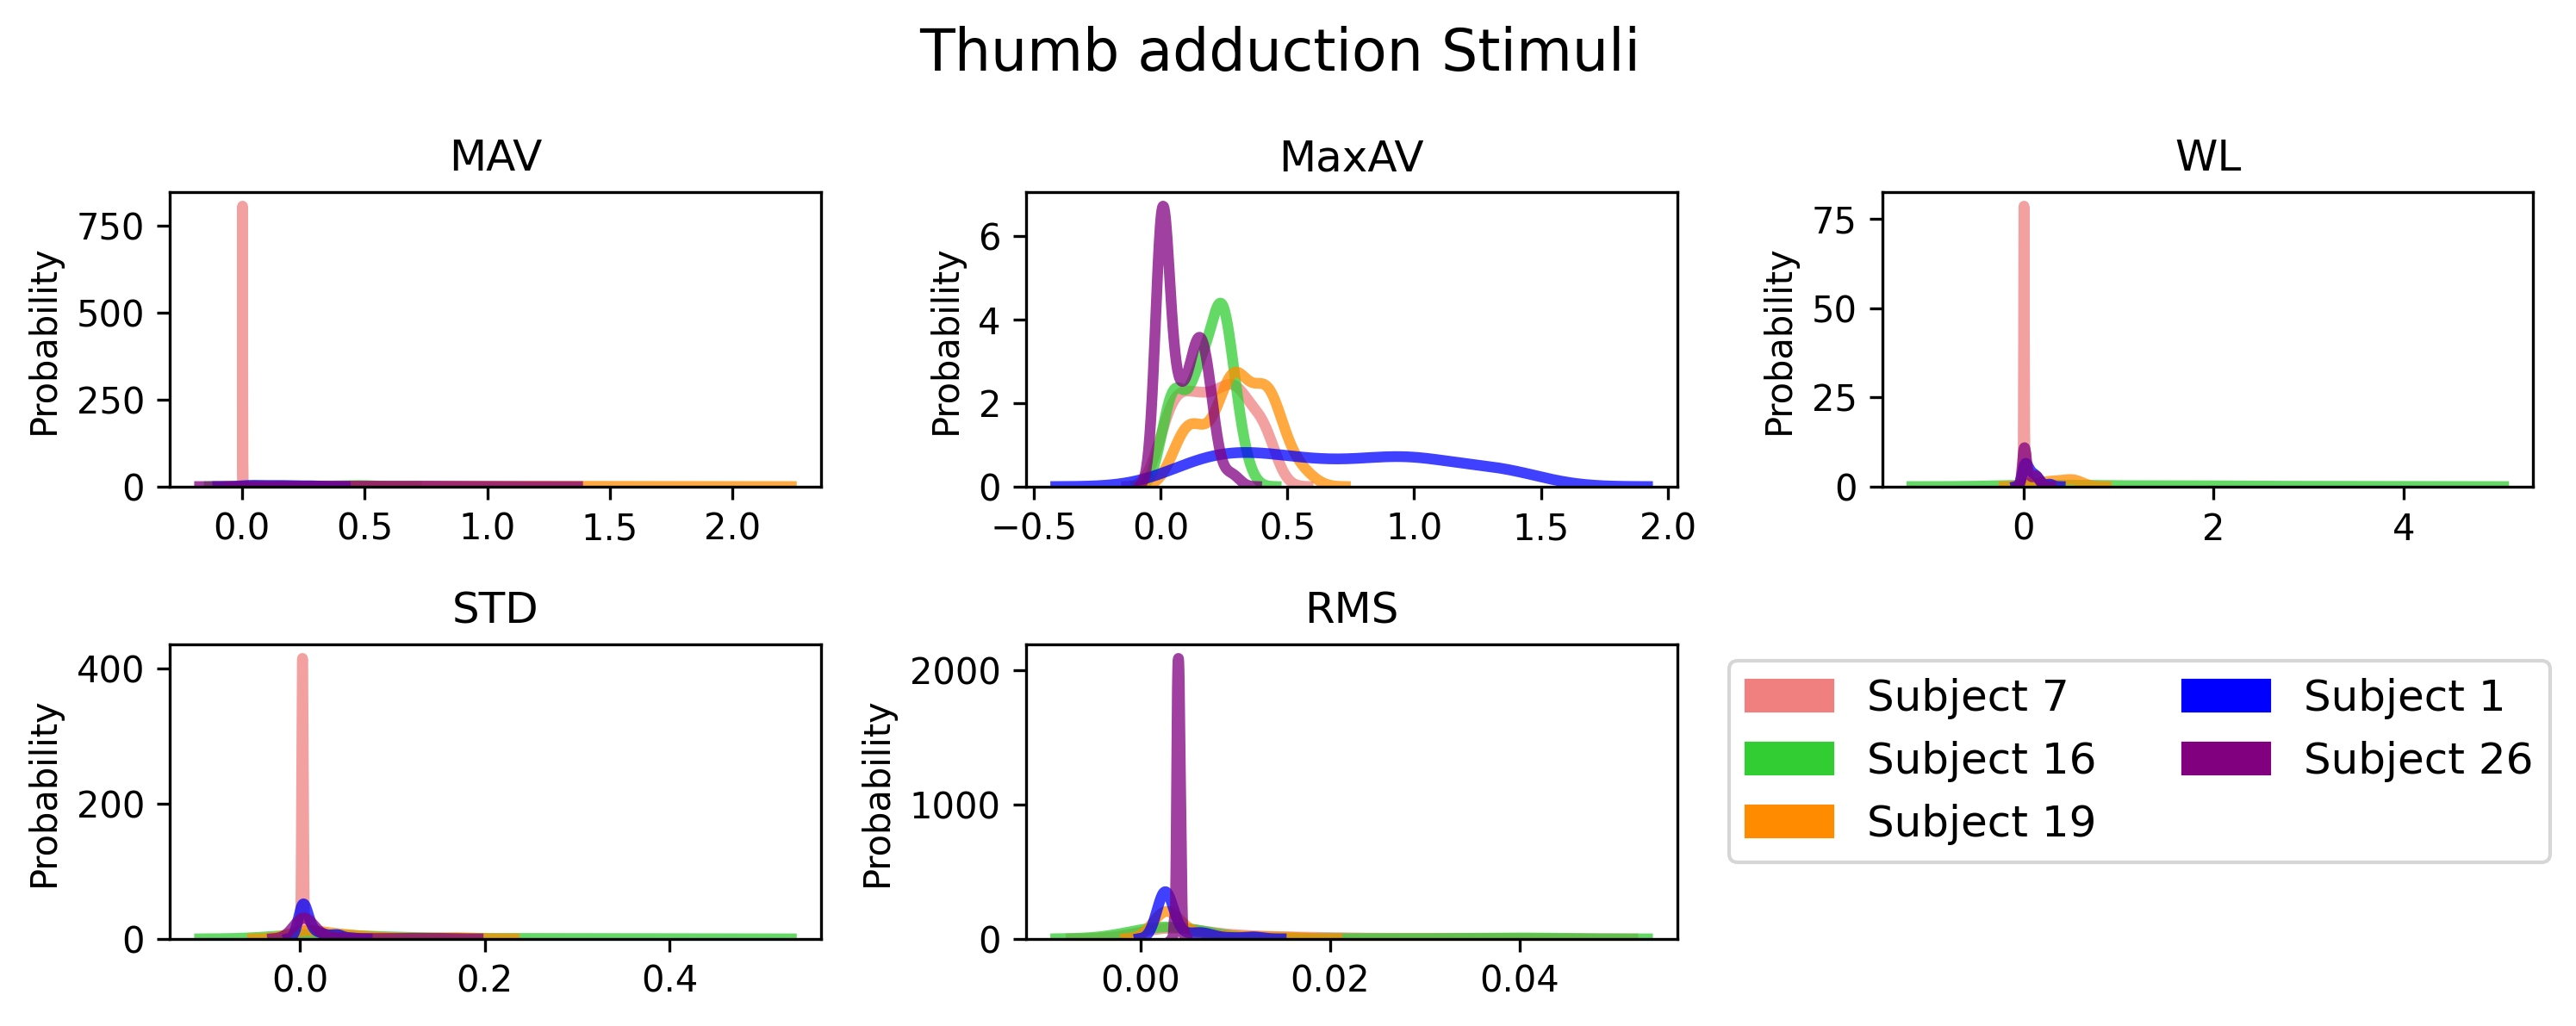 Thumb adduction Stimuli
MAV
Probability
750
500
250
0
0.0 0.5 1.0 1.5 2.0
MaxAV
Probability
6
4
2
0
−0.5 0.0 0.5 1.0 1.5 2.0
WL
Probability
75
50
25
0
0 2 4
STD
Probability
400
200
0
0.0 0.2 0.4
RMS
Probability
2000
1000
0
0.00 0.02 0.04
Subject 7
Subject 16
Subject 19
Subject 1
Subject 26